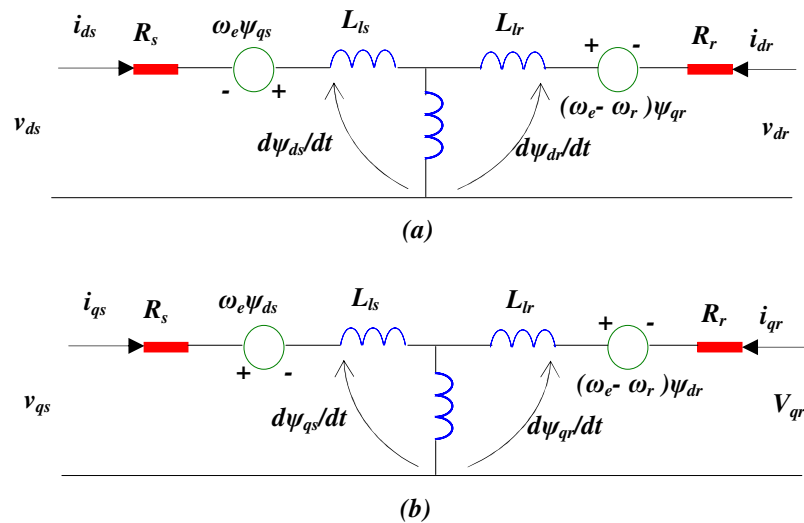 i_ds R_s ω_eψ_qs L_ls L_lr + - R_r i_dr
- +
(ω_e- ω_r )ψ_qr
v_ds dψ_ds/dt dψ_dr/dt v_dr
(a)
i_qs R_s ω_eψ_ds L_ls L_lr + - R_r i_qr
+ -
(ω_e- ω_r )ψ_dr
v_qs dψ_qs/dt dψ_qr/dt V_qr
(b)